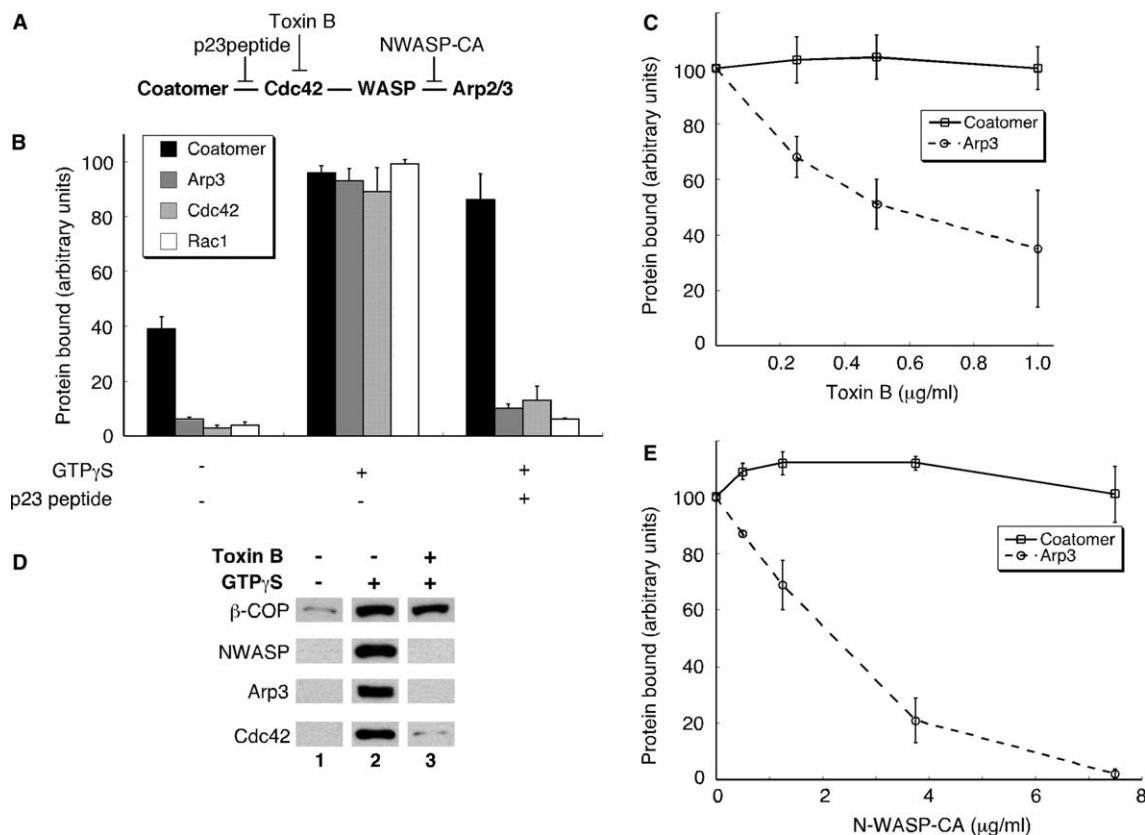 A
Toxin B
p23peptide
NWASP-CA
Coatomer Cdc42 WASP Arp2/3
B
Protein bound (arbitrary units)
100
80
60
40
20
0
Coatomer
Arp3
Cdc42
Rac1
GTPγS - + +
p23 peptide - - +
C
Protein bound (arbitrary units)
100
80
60
40
20
0
Coatomer
Arp3
0.2 0.4 0.6 0.8 1.0
Toxin B (μg/ml)
D
Toxin B - - +
GTPγS - + +
β-COP
NWASP
Arp3
Cdc42
1 2 3
E
Protein bound (arbitrary units)
100
80
60
40
20
0
Coatomer
Arp3
0 2 4 6 8
N-WASP-CA (μg/ml)